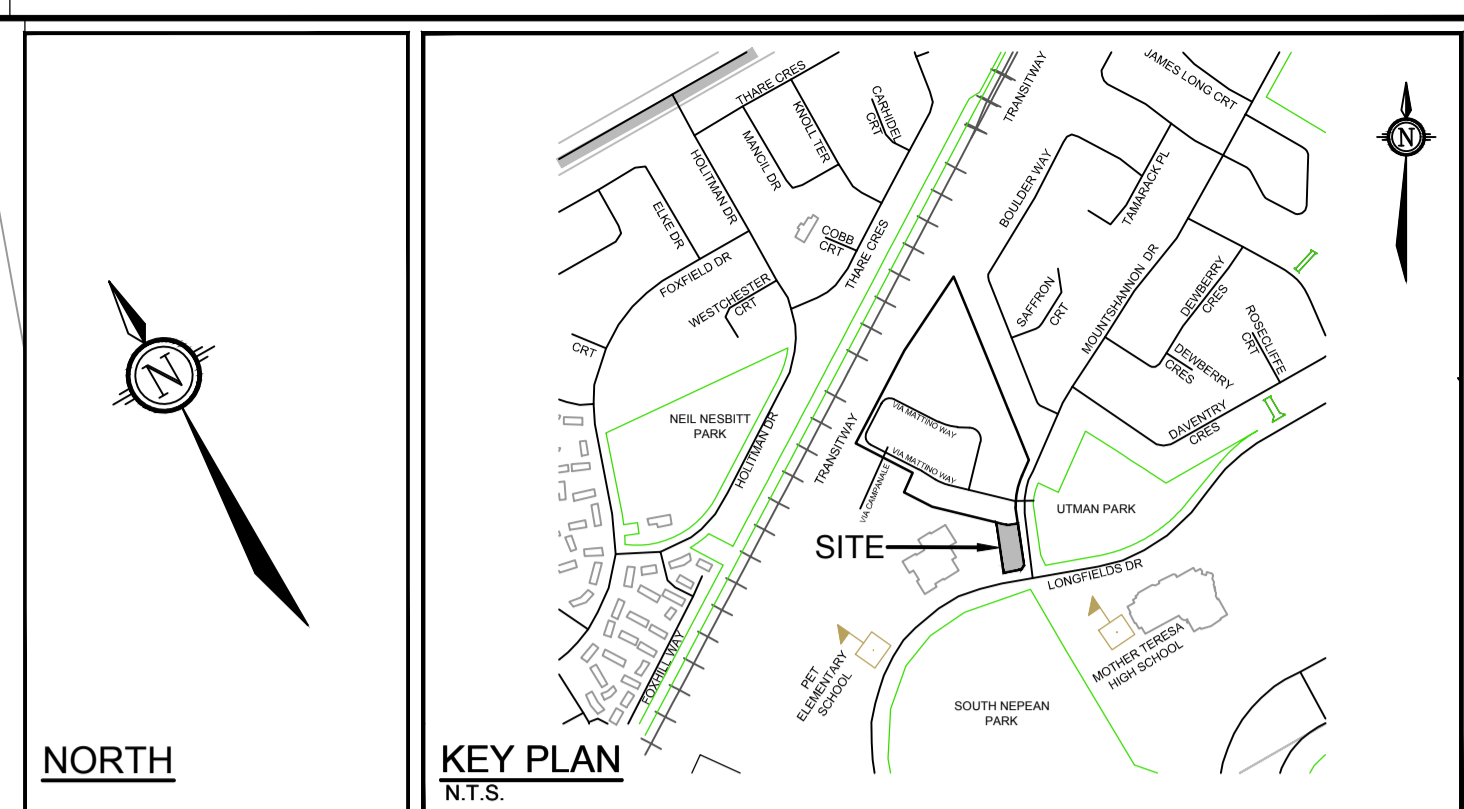 N
NORTH
THARE CRES
KNOLL TER
MANCIL DR
CARHIDEL
CRT
HOLITMAN DR
ELKE DR
FOXFIELD DR
WESTCHESTER
CRT
COBB
CRT
THARE CRES
TRANSITWAY
JAMES LONG CRT
N
BOULDER WAY
TAMARACK PL
SAFFRON
CRT
MOUNTSHANNON DR
DEWBERRY
CRES
DEWBERRY
CRES
ROSECLIFFE
CRT
DAVENTRY
CRES
CRT
NEIL NESBITT
PARK
HOLITMAN DR
TRANSITWAY
VIA MATTINO WAY
VIA MATTINO WAY
VIA CAMPANALE
UTMAN PARK
SITE
LONGFIELDS DR
FOXHILL WAY
PET
ELEMENTARY
SCHOOL
MOTHER TERESA
HIGH SCHOOL
SOUTH NEPEAN
PARK
KEY PLAN
N.T.S.